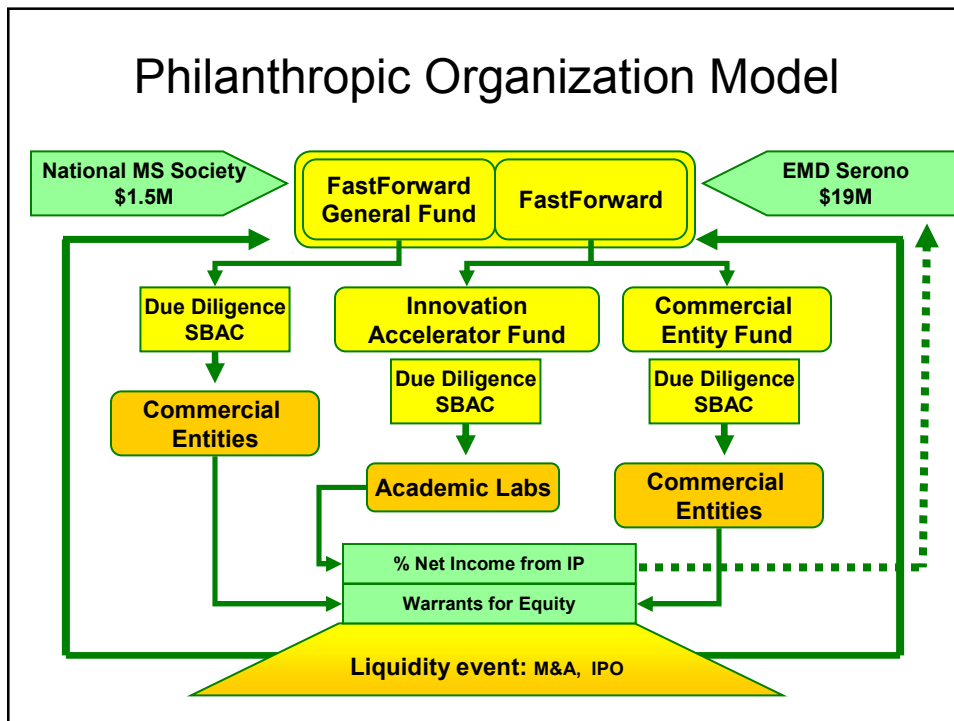 Philanthropic Organization Model
National MS Society
$1.5M
FastForward
General Fund
FastForward
EMD Serono
$19M
Due Diligence
SBAC
Innovation
Accelerator Fund
Commercial
Entity Fund
Due Diligence
SBAC
Due Diligence
SBAC
Commercial
Entities
Academic Labs
Commercial
Entities
% Net Income from IP
Warrants for Equity
Liquidity event: M&A, IPO